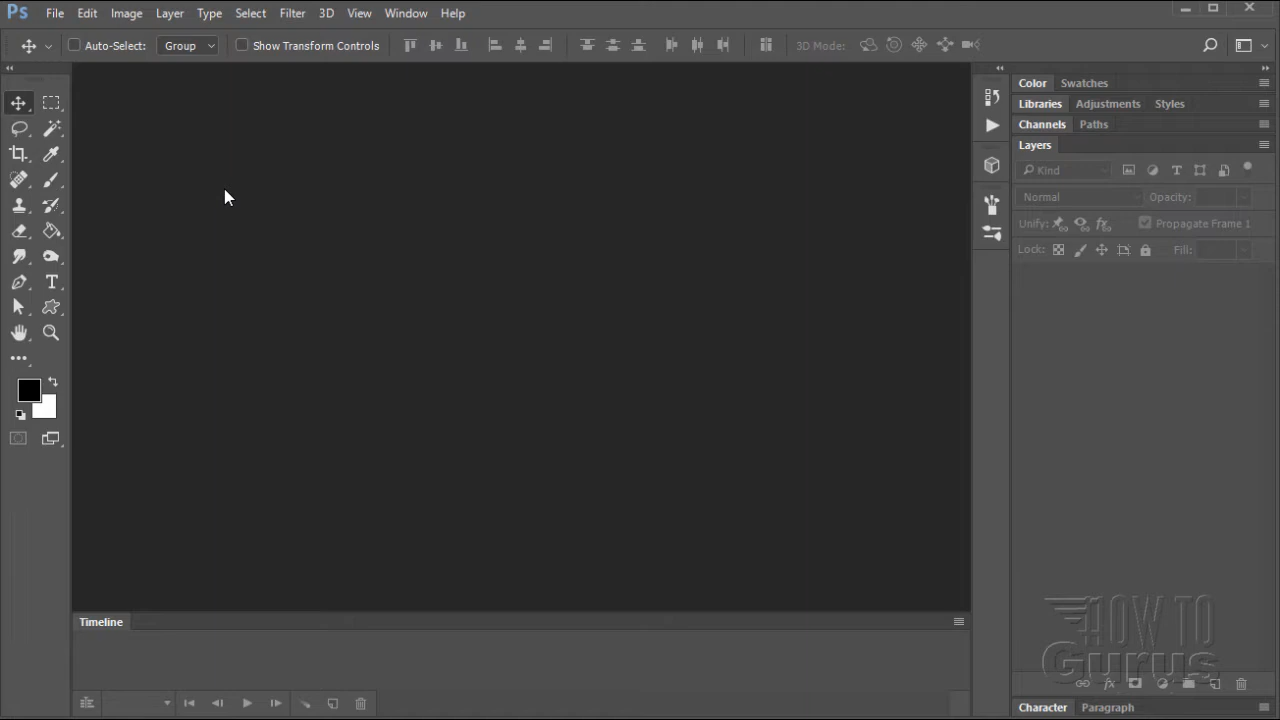 Ps File Edit Image Layer Type Select Filter 3D View Window Help
Auto-Select: Group Show Transform Controls 3D Mode:
Color Swatches
Libraries Adjustments Styles
Channels Paths
Layers
Kind
Normal Opacity:
Unify: Propagate Frame 1
Lock: Fill:
Timeline
HOW TO
Gurus
Character Paragraph